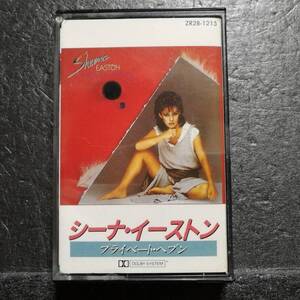 ZR28-1215
Sheena
EASTON
シーナ・イーストン
プライベート・ヘブン
DOLBY SYSTEM